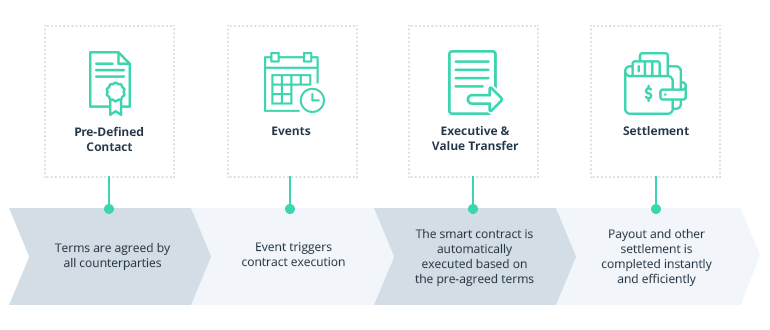 Pre-Defined
Contact
Events
Executive &
Value Transfer
$
Settlement
Terms are agreed by
all counterparties
Event triggers
contract execution
The smart contract is
automatically
executed based on
the pre-agreed terms
Payout and other
settlement is
completed instantly
and efficiently